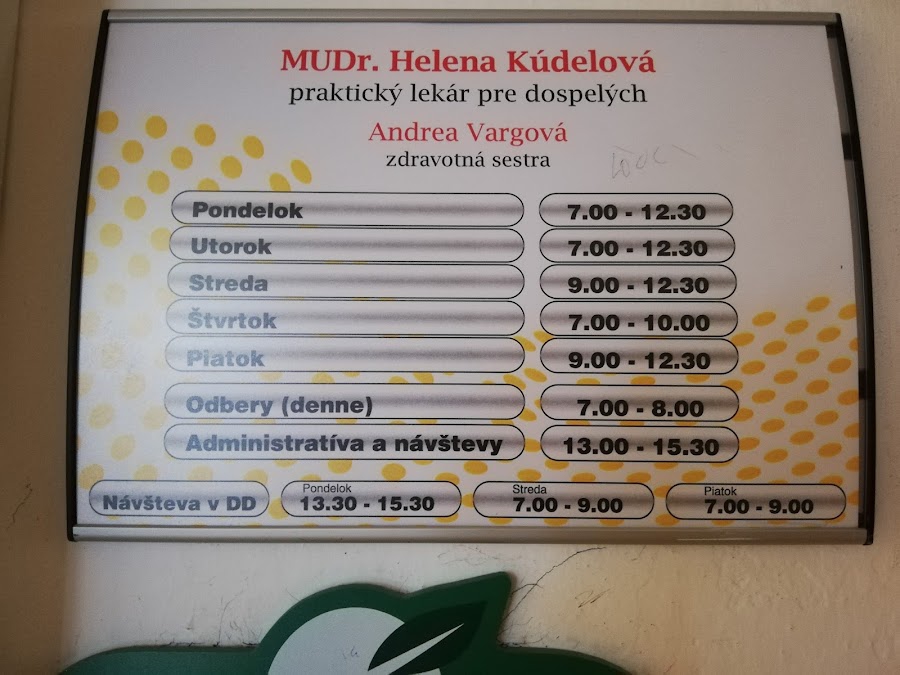 MUDr. Helena Kúdelová
praktický lekár pre dospelých
Andrea Vargová
zdravotná sestra
Pondelok 7.00 - 12.30
Utorok 7.00 - 12.30
Streda 9.00 - 12.30
Štvrtok 7.00 - 10.00
Piatok 9.00 - 12.30
Odbery (denne) 7.00 - 8.00
Administratíva a návštevy 13.00 - 15.30
Návšteva v DD Pondelok 13.30 - 15.30 Streda 7.00 - 9.00 Piatok 7.00 - 9.00